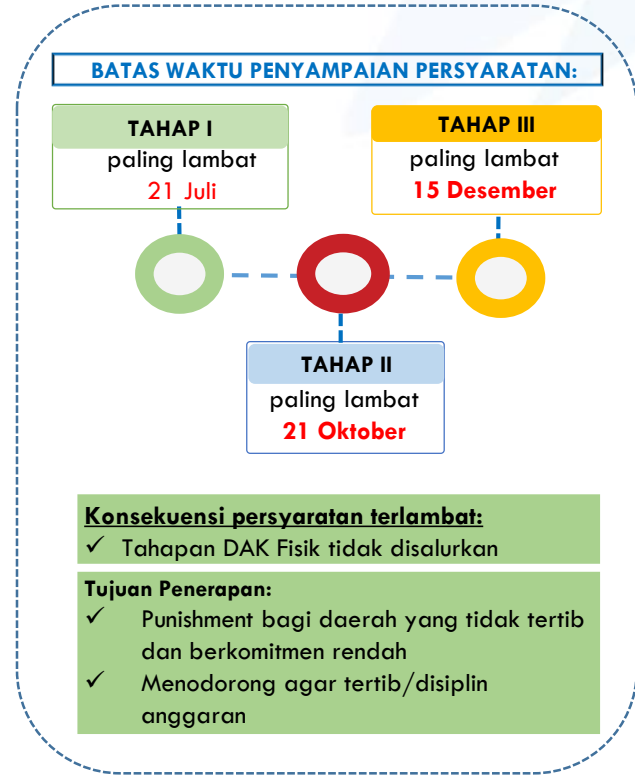 BATAS WAKTU PENYAMPAIAN PERSYARATAN:
TAHAP I
paling lambat
21 Juli
TAHAP III
paling lambat
15 Desember
TAHAP II
paling lambat
21 Oktober
Konsekuensi persyaratan terlambat:
✓ Tahapan DAK Fisik tidak disalurkan
Tujuan Penerapan:
✓ Punishment bagi daerah yang tidak tertib
dan berkomitmen rendah
✓ Menodorong agar tertib/disiplin
anggaran